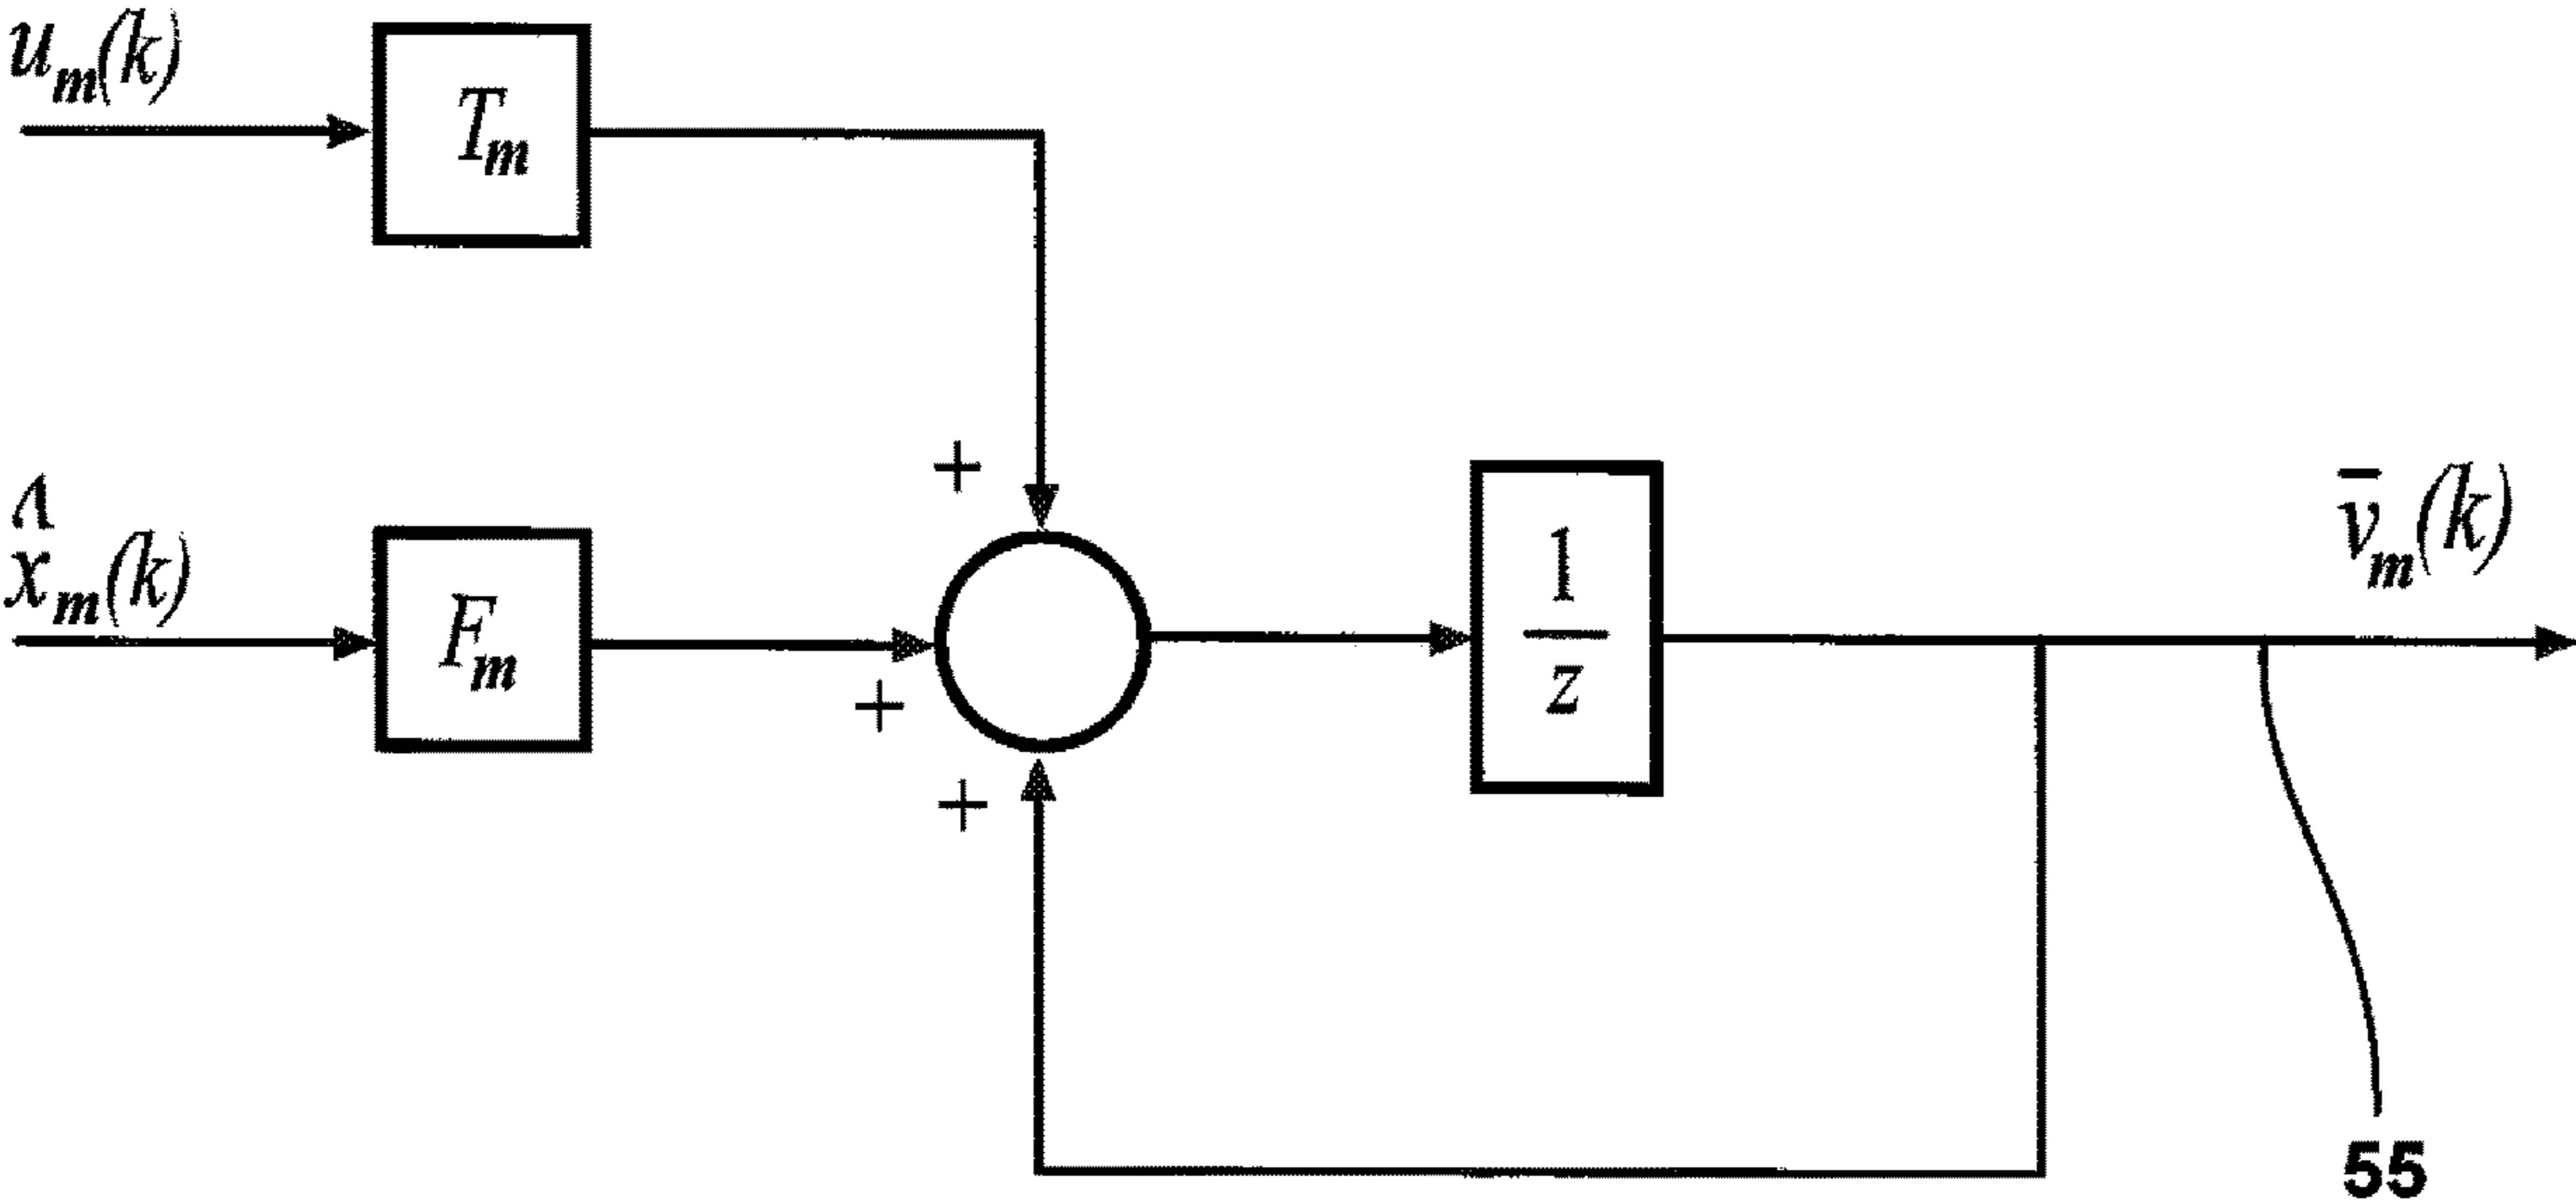 u_m(k)
T_m
+
x̂_m(k)
F_m
+
+
1
z
v̄_m(k)
55